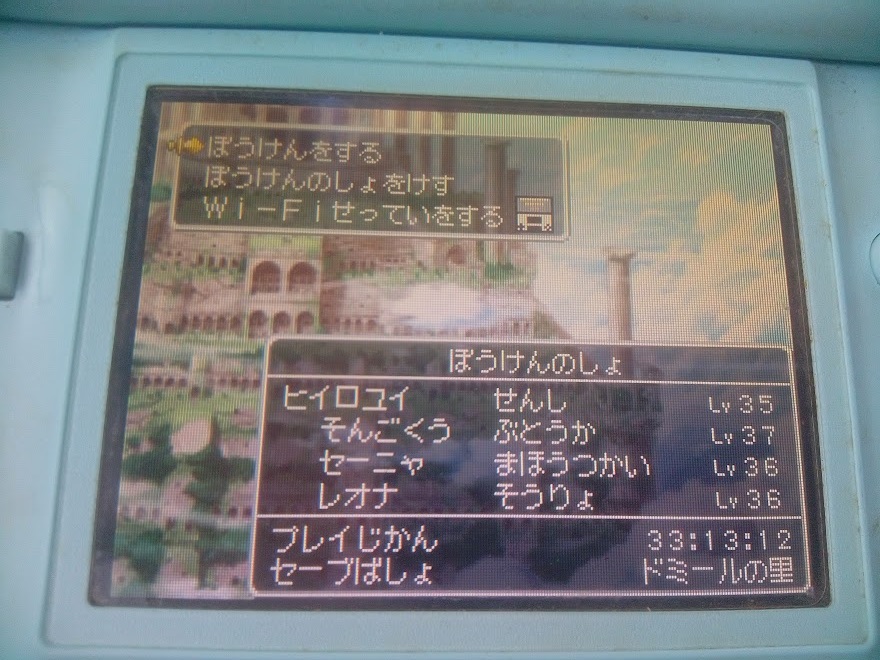 ぼうけんをする
ぼうけんのしょをけす
Wi-Fiせっていをする
ぼうけんのしょ
ヒイロユイ せんし Lv35
そんごくう ぶとうか Lv37
セーニャ まほうつかい Lv36
レオナ そうりょ Lv36
プレイじかん 33:13:12
セーブばしょ ドミールの里